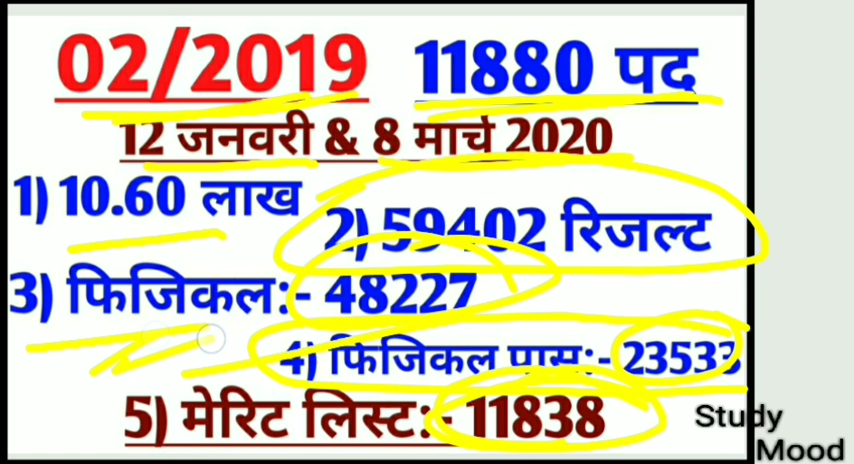 02/2019 11880 पद
12 जनवरी & 8 मार्च 2020
1) 10.60 लाख
2) 59402 रिजल्ट
3) फिजिकल:- 48227
4) फिजिकल पास:- 23533
5) मेरिट लिस्ट:- 11838
Study
Mood